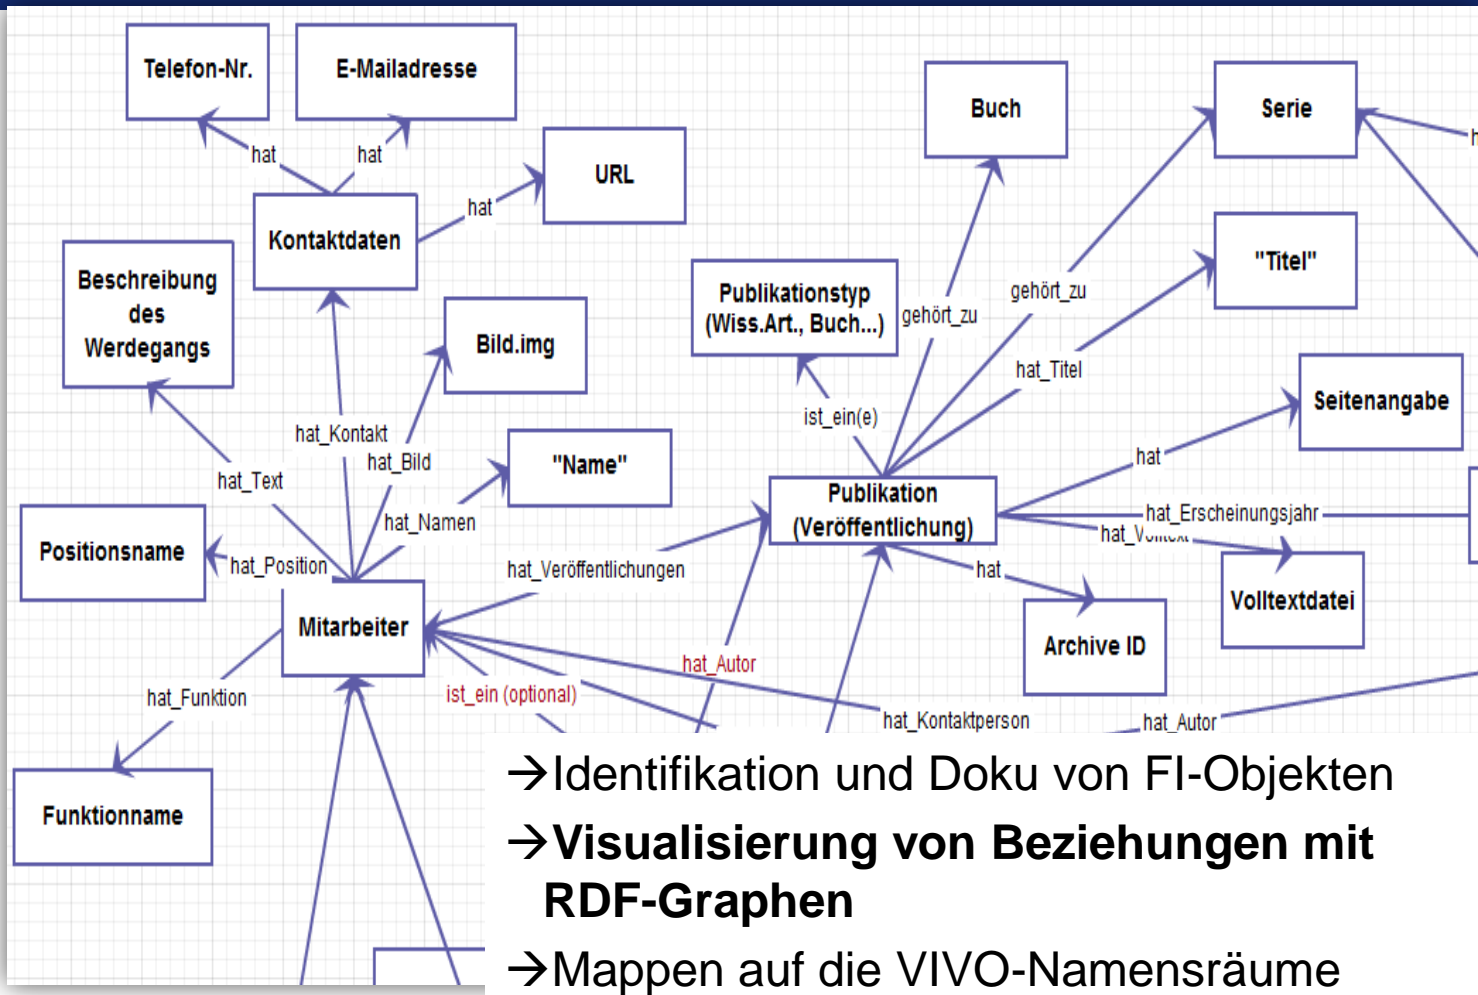 Telefon-Nr.
E-Mailadresse
Buch
Serie
hat
hat
URL
hat
Kontaktdaten
"Titel"
Beschreibung
des
Werdegangs
Publikationstyp
(Wiss.Art., Buch...)
gehört_zu
gehört_zu
Bild.img
hat_Titel
Seitenangabe
ist_ein(e)
hat_Kontakt
hat_Bild
"Name"
hat
hat_Text
Publikation
(Veröffentlichung)
hat_Namen
hat_Erscheinungsjahr
hat_Volltext
Positionsname
hat_Position
hat_Veröffentlichungen
hat
Volltextdatei
Mitarbeiter
Archive ID
hat_Autor
hat_Funktion
ist_ein (optional)
hat_Kontaktperson
hat_Autor
Funktionname
→Identifikation und Doku von FI-Objekten
→Visualisierung von Beziehungen mit
RDF-Graphen
→Mappen auf die VIVO-Namensräume